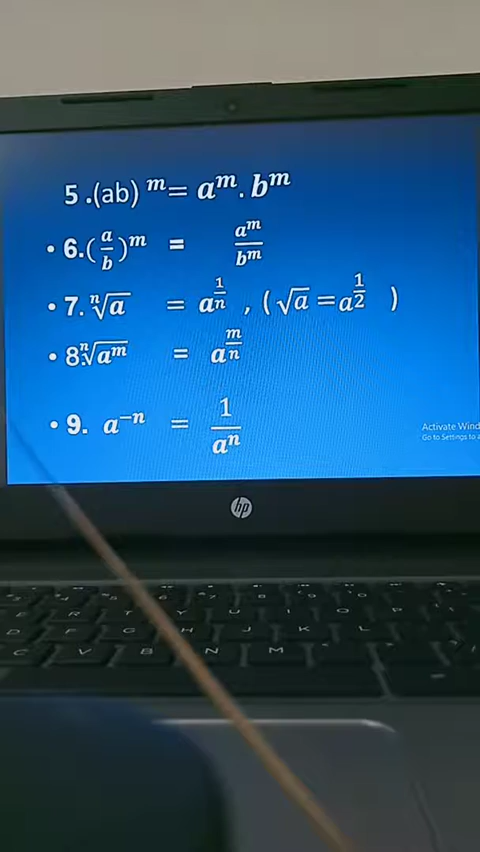 5 .(ab) ᵐ= aᵐ. bᵐ
• 6.(a/b)ᵐ = aᵐ/bᵐ
• 7. ⁿ√a = a^(1/n) , ( √a = a^(1/2) )
• 8. ⁿ√aᵐ = a^(m/n)
• 9. a⁻ⁿ = 1/aⁿ
Activate Wind
Go to Settings to a
hp
E R T Y U I O P
D F G H J K L
C V B N M